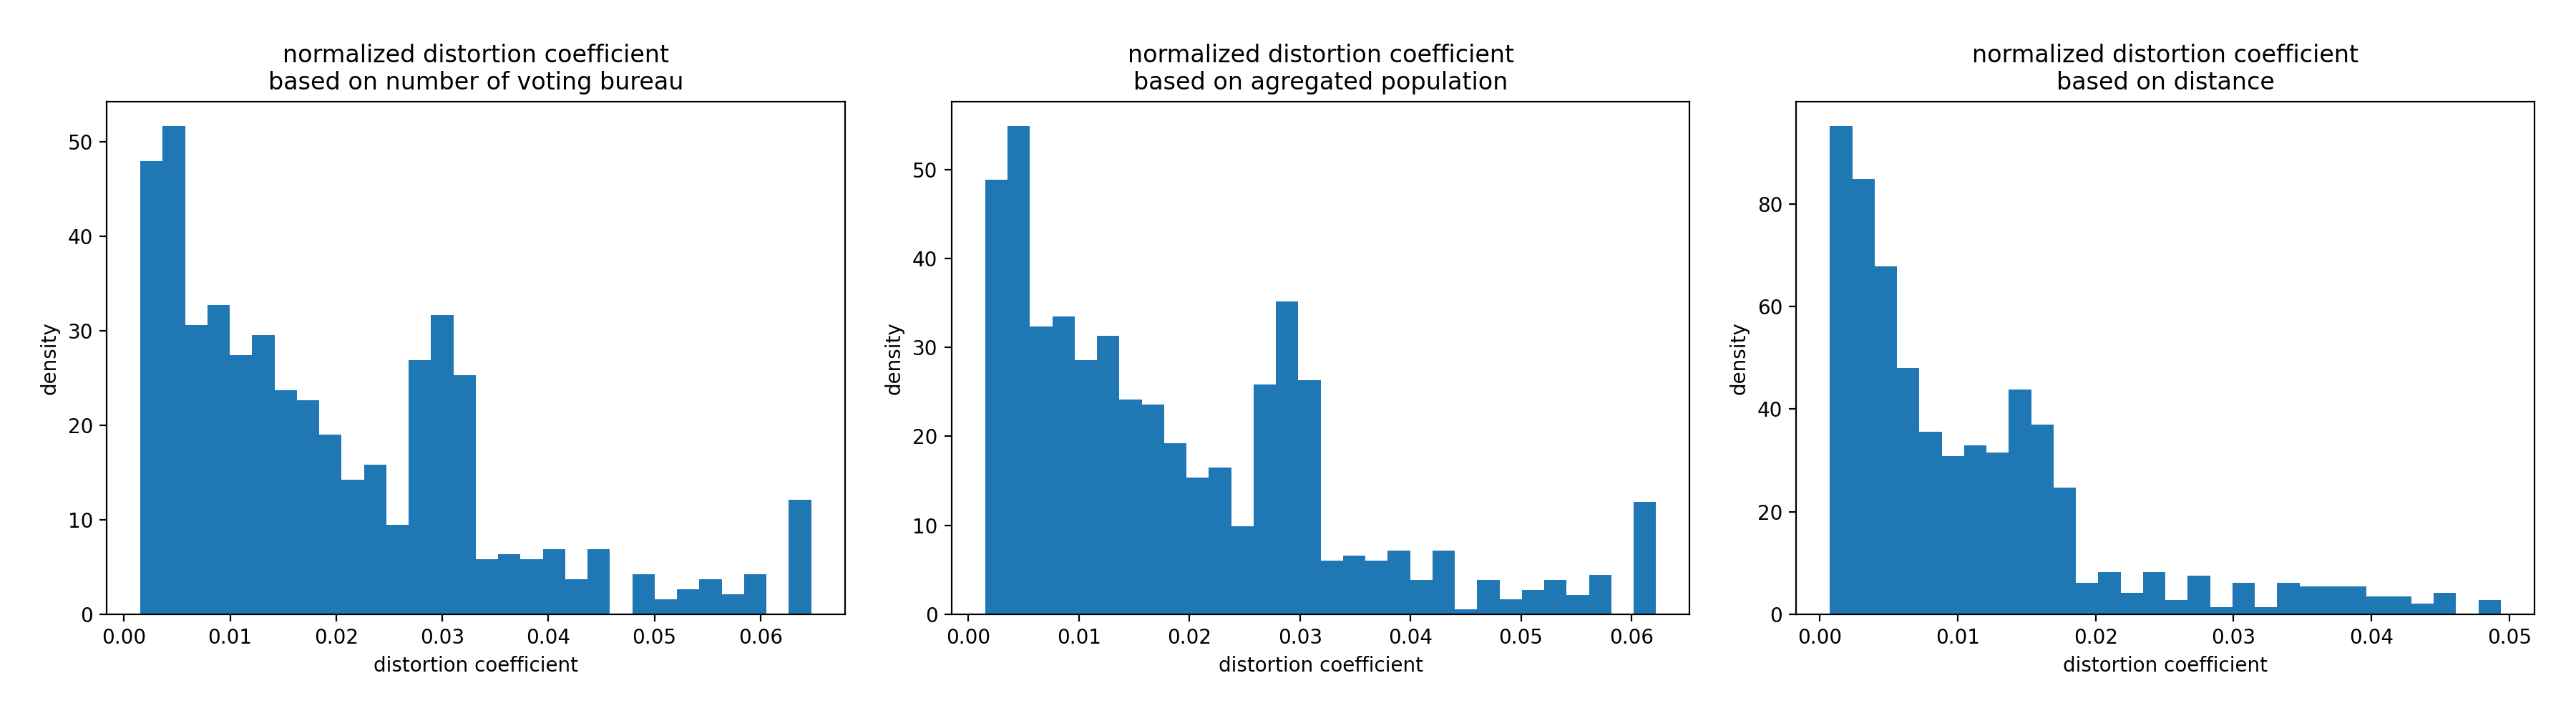 normalized distortion coefficient
based on number of voting bureau
density
50
40
30
20
10
0
0.00 0.01 0.02 0.03 0.04 0.05 0.06
distortion coefficient
normalized distortion coefficient
based on agregated population
density
50
40
30
20
10
0
0.00 0.01 0.02 0.03 0.04 0.05 0.06
distortion coefficient
normalized distortion coefficient
based on distance
density
80
60
40
20
0
0.00 0.01 0.02 0.03 0.04 0.05
distortion coefficient